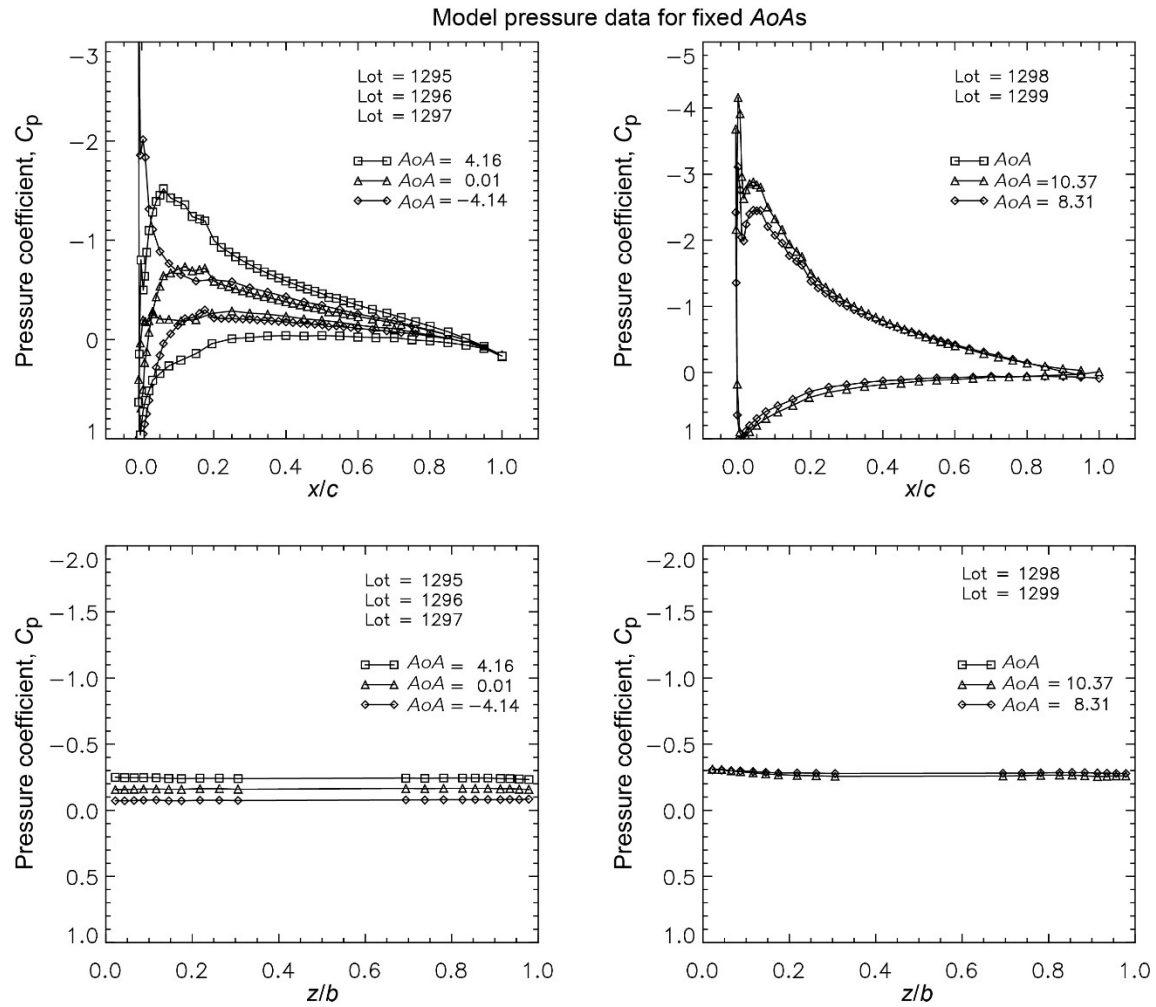 Model pressure data for fixed AoAs
Pressure coefficient, Cp
−3
−2
−1
0
1
Lot = 1295
Lot = 1296
Lot = 1297
AoA = 4.16
AoA = 0.01
AoA = −4.14
0.0 0.2 0.4 0.6 0.8 1.0
x/c
Pressure coefficient, Cp
−5
−4
−3
−2
−1
0
1
Lot = 1298
Lot = 1299
AoA
AoA = 10.37
AoA = 8.31
0.0 0.2 0.4 0.6 0.8 1.0
x/c
Pressure coefficient, Cp
−2.0
−1.5
−1.0
−0.5
0.0
0.5
1.0
Lot = 1295
Lot = 1296
Lot = 1297
AoA = 4.16
AoA = 0.01
AoA = −4.14
0.0 0.2 0.4 0.6 0.8 1.0
z/b
Pressure coefficient, Cp
−2.0
−1.5
−1.0
−0.5
0.0
0.5
1.0
Lot = 1298
Lot = 1299
AoA
AoA = 10.37
AoA = 8.31
0.0 0.2 0.4 0.6 0.8 1.0
z/b